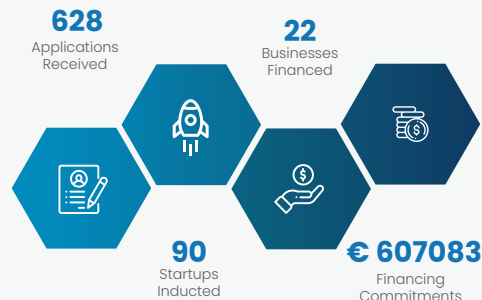 628
Applications
Received
22
Businesses
Financed
90
Startups
Inducted
€ 607083
Financing
Commitments